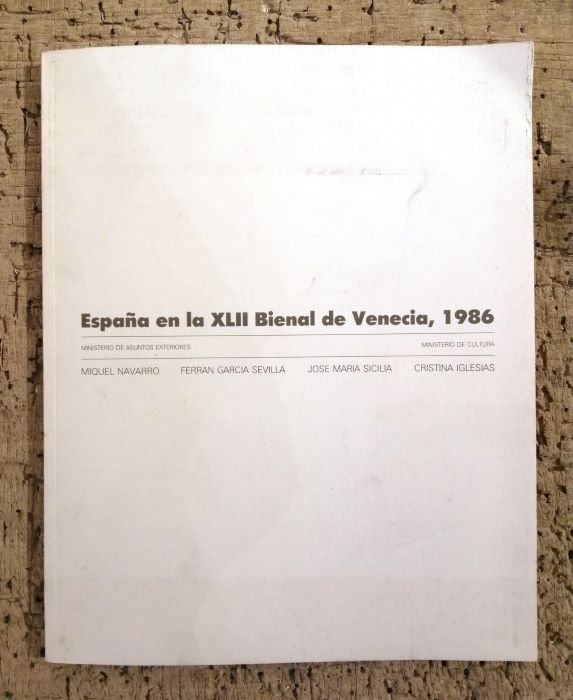 España en la XLII Bienal de Venecia, 1986
MINISTERIO DE ASUNTOS EXTERIORES MINISTERIO DE CULTURA
MIQUEL NAVARRO FERRAN GARCIA SEVILLA JOSE MARIA SICILIA CRISTINA IGLESIAS